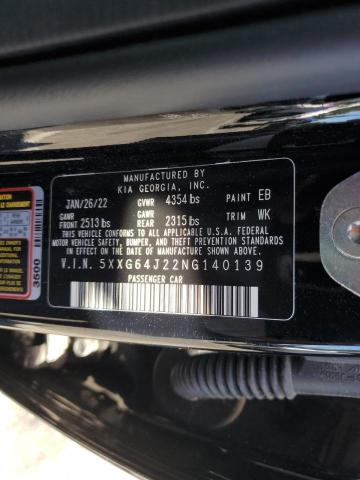 MANUFACTURED BY
KIA GEORGIA, INC.
JAN/26/22 GVWR 4354 lbs PAINT EB
GAWR FRONT 2513 lbs GAWR REAR 2315 lbs TRIM WK
THIS VEHICLE CONFORMS TO ALL APPLICABLE U.S.A. FEDERAL
MOTOR VEHICLE SAFETY, BUMPER, AND THEFT PREVENTION
STANDARDS IN EFFECT ON THE DATE OF MANUFACTURE SHOWN ABOVE.
V.I.N. 5XXG64J22NG140139
PASSENGER CAR
3500